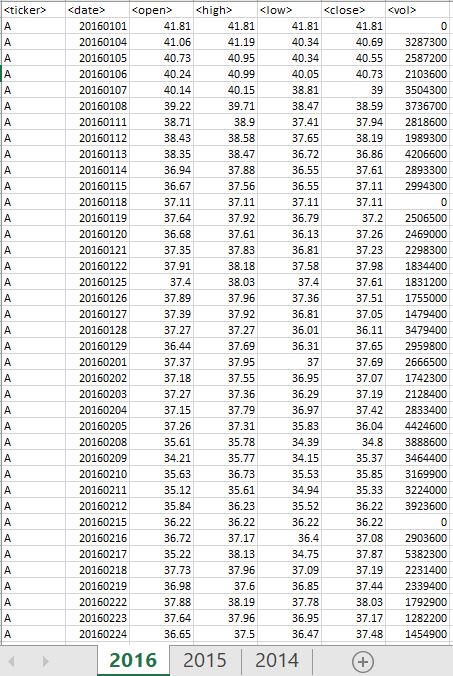 <ticker> <date> <open> <high> <low> <close> <vol>
A 20160101 41.81 41.81 41.81 41.81 0
A 20160104 41.06 41.19 40.34 40.69 3287300
A 20160105 40.73 40.95 40.34 40.55 2587200
A 20160106 40.24 40.99 40.05 40.73 2103600
A 20160107 40.14 40.15 38.81 39 3504300
A 20160108 39.22 39.71 38.47 38.59 3736700
A 20160111 38.71 38.9 37.41 37.94 2818600
A 20160112 38.43 38.58 37.65 38.19 1989300
A 20160113 38.35 38.47 36.72 36.86 4206600
A 20160114 36.94 37.88 36.55 37.61 2893300
A 20160115 36.67 37.56 36.55 37.11 2994300
A 20160118 37.11 37.11 37.11 37.11 0
A 20160119 37.64 37.92 36.79 37.2 2506500
A 20160120 36.68 37.61 36.13 37.26 2469000
A 20160121 37.35 37.83 36.81 37.23 2298300
A 20160122 37.91 38.18 37.58 37.98 1834400
A 20160125 37.4 38.03 37.4 37.61 1831200
A 20160126 37.89 37.96 37.36 37.51 1755000
A 20160127 37.39 37.92 36.81 37.05 1479400
A 20160128 37.27 37.27 36.01 36.11 3479400
A 20160129 36.44 37.69 36.31 37.65 2959800
A 20160201 37.37 37.95 37 37.69 2666500
A 20160202 37.18 37.55 36.95 37.07 1742300
A 20160203 37.27 37.36 36.29 37.19 2128400
A 20160204 37.15 37.79 36.97 37.42 2833400
A 20160205 37.26 37.31 35.83 36.04 4424600
A 20160208 35.61 35.78 34.39 34.8 3888600
A 20160209 34.21 35.77 34.15 35.37 3464400
A 20160210 35.63 36.73 35.53 35.85 3169900
A 20160211 35.12 35.61 34.94 35.33 3224000
A 20160212 35.84 36.23 35.52 36.22 3923600
A 20160215 36.22 36.22 36.22 36.22 0
A 20160216 36.72 37.17 36.4 37.08 2903600
A 20160217 35.22 38.13 34.75 37.87 5382300
A 20160218 37.73 37.96 37.09 37.19 2231400
A 20160219 36.98 37.6 36.85 37.44 2339400
A 20160222 37.88 38.19 37.78 38.03 1792900
A 20160223 37.64 37.96 36.95 37.17 1282200
A 20160224 36.65 37.5 36.47 37.48 1454900
2016 2015 2014